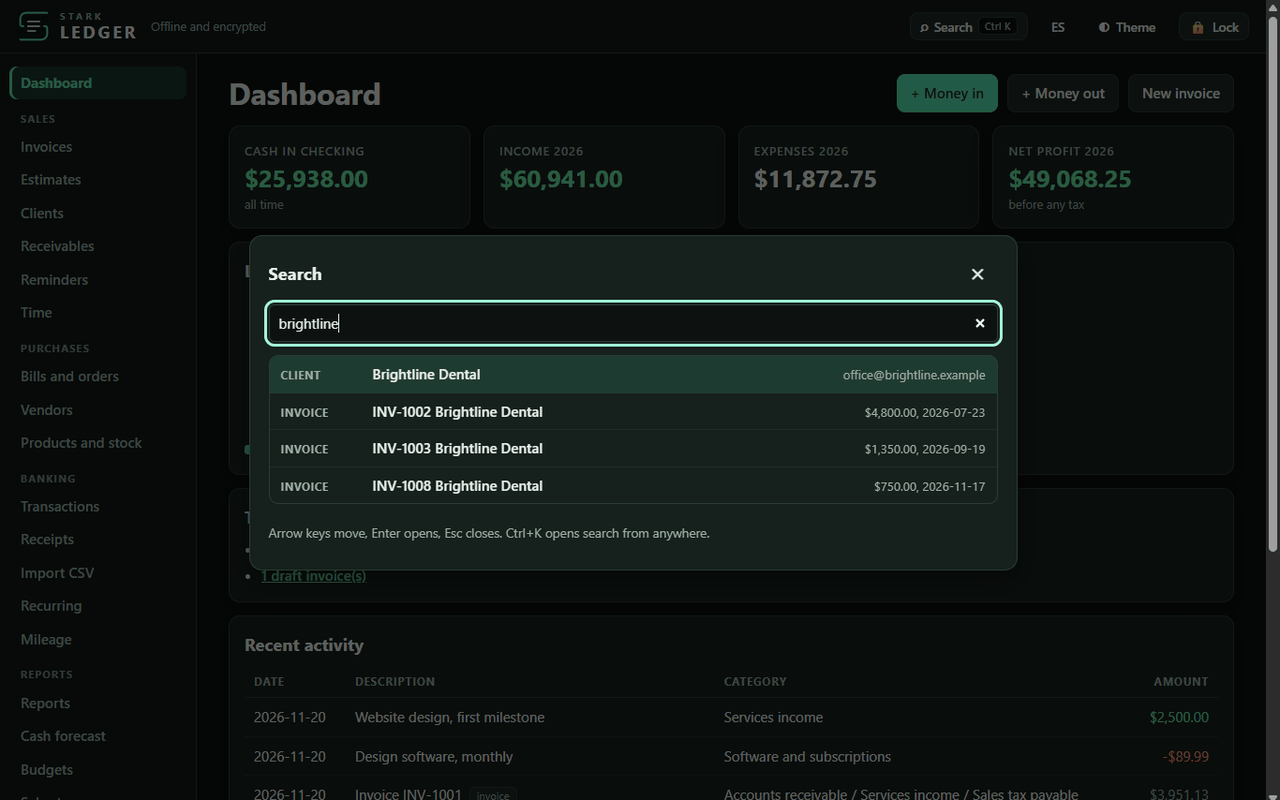 STARK
LEDGER
Offline and encrypted
Search Ctrl K
ES
Theme
Lock
Dashboard
SALES
Invoices
Estimates
Clients
Receivables
Reminders
Time
PURCHASES
Bills and orders
Vendors
Products and stock
BANKING
Transactions
Receipts
Import CSV
Recurring
Mileage
REPORTS
Reports
Cash forecast
Budgets
Dashboard
+ Money in
+ Money out
New invoice
CASH IN CHECKING
$25,938.00
all time
INCOME 2026
$60,941.00
EXPENSES 2026
$11,872.75
NET PROFIT 2026
$49,068.25
before any tax
Search
brightline
CLIENT Brightline Dental office@brightline.example
INVOICE INV-1002 Brightline Dental $4,800.00, 2026-07-23
INVOICE INV-1003 Brightline Dental $1,350.00, 2026-09-19
INVOICE INV-1008 Brightline Dental $750.00, 2026-11-17
Arrow keys move, Enter opens, Esc closes. Ctrl+K opens search from anywhere.
1 draft invoice(s)
Recent activity
DATE DESCRIPTION CATEGORY AMOUNT
2026-11-20 Website design, first milestone Services income $2,500.00
2026-11-20 Design software, monthly Software and subscriptions -$89.99
2026-11-20 Invoice INV-1001 invoice Accounts receivable / Services income / Sales tax payable $3,951.13